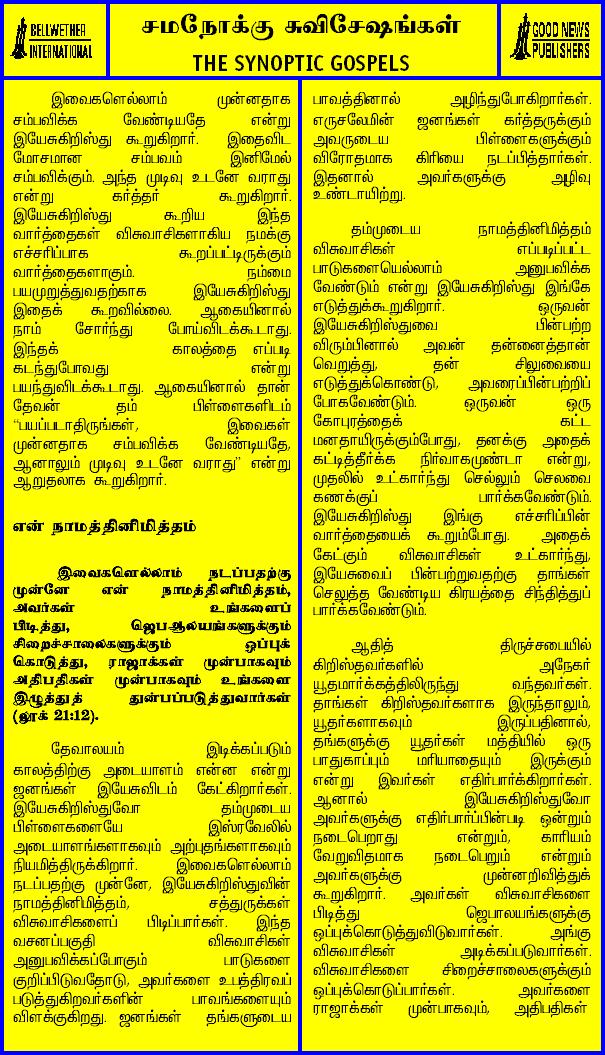 BELLWETHER
INTERNATIONAL
சமநோக்கு சுவிசேஷங்கள்
THE SYNOPTIC GOSPELS
GOOD NEWS
PUBLISHERS
இவைகளெல்லாம் முன்னதாக
சம்பவிக்க வேண்டியதே என்று
இயேசுகிறிஸ்து கூறுகிறார். இதைவிட
மோசமான சம்பவம் இனிமேல்
சம்பவிக்கும். அந்த முடிவு உடனே வராது
என்று கர்த்தர் கூறுகிறார்.
இயேசுகிறிஸ்து கூறிய இந்த
வார்த்தைகள் விசுவாசிகளாகிய நமக்கு
எச்சரிப்பாக கூறப்பட்டிருக்கும்
வார்த்தைகளாகும். நம்மை
பயமுறுத்துவதற்காக இயேசுகிறிஸ்து
இதைக் கூறவில்லை. ஆகையினால்
நாம் சோர்ந்து போய்விடக்கூடாது.
இந்தக் காலத்தை எப்படி
கடந்துபோவது என்று
பயந்துவிடக்கூடாது. ஆகையினால் தான்
தேவன் தம் பிள்ளைகளிடம்
“பயப்படாதிருங்கள், இவைகள்
முன்னதாக சம்பவிக்க வேண்டியதே,
ஆனாலும் முடிவு உடனே வராது” என்று
ஆறுதலாக கூறுகிறார்.
என் நாமத்தினிமித்தம்
இவைகளெல்லாம் நடப்பதற்கு
முன்னே என் நாமத்தினிமித்தம்,
அவர்கள் உங்களைப்
பிடித்து, ஜெபஆலயங்களுக்கும்
சிறைச்சாலைகளுக்கும் ஒப்புக்
கொடுத்து, ராஜாக்கள் முன்பாகவும்
அதிபதிகள் முன்பாகவும் உங்களை
இழுத்துத் துன்பப்படுத்துவார்கள்
(லூக் 21:12).
தேவாலயம் இடிக்கப்படும்
காலத்திற்கு அடையாளம் என்ன என்று
ஜனங்கள் இயேசுவிடம் கேட்கிறார்கள்.
இயேசுகிறிஸ்துவோ தம்முடைய
பிள்ளைகளையே இஸ்ரவேலில்
அடையாளங்களாகவும் அற்புதங்களாகவும்
நியமித்திருக்கிறார். இவைகளெல்லாம்
நடப்பதற்கு முன்னே, இயேசுகிறிஸ்துவின்
நாமத்தினிமித்தம், சத்துருக்கள்
விசுவாசிகளைப் பிடிப்பார்கள். இந்த
வசனப்பகுதி விசுவாசிகள்
அனுபவிக்கப்போகும் பாடுகளை
குறிப்பிடுவதோடு, அவர்களை உபத்திரவப்
படுத்துகிறவர்களின் பாவங்களையும்
விளக்குகிறது. ஜனங்கள் தங்களுடைய
பாவத்தினால் அழிந்துபோகிறார்கள்.
எருசலேமின் ஜனங்கள் கர்த்தருக்கும்
அவருடைய பிள்ளைகளுக்கும்
விரோதமாக கிரியை நடப்பித்தார்கள்.
இதனால் அவர்களுக்கு அழிவு
உண்டாயிற்று.
தம்முடைய நாமத்தினிமித்தம்
விசுவாசிகள் எப்படிப்பட்ட
பாடுகளையெல்லாம் அனுபவிக்க
வேண்டும் என்று இயேசுகிறிஸ்து இங்கே
எடுத்துக்கூறுகிறார். ஒருவன்
இயேசுகிறிஸ்துவை பின்பற்ற
விரும்பினால் அவன் தன்னைத்தான்
வெறுத்து, தன் சிலுவையை
எடுத்துக்கொண்டு, அவரைப்பின்பற்றிப்
போகவேண்டும். ஒருவன் ஒரு
கோபுரத்தைக் கட்ட
மனதாயிருக்கும்போது, தனக்கு அதைக்
கட்டித்தீர்க்க நிர்வாகமுண்டா என்று,
முதலில் உட்கார்ந்து செல்லும் செலவை
கணக்குப் பார்க்கவேண்டும்.
இயேசுகிறிஸ்து இங்கு எச்சரிப்பின்
வார்த்தையைக் கூறும்போது. அதைக்
கேட்கும் விசுவாசிகள் உட்கார்ந்து,
இயேசுவைப் பின்பற்றுவதற்கு தாங்கள்
செலுத்த வேண்டிய கிரயத்தை சிந்தித்துப்
பார்க்கவேண்டும்.
ஆதித் திருச்சபையில்
கிறிஸ்தவர்களில் அநேகர்
யூதமார்க்கத்திலிருந்து வந்தவர்கள்.
தாங்கள் கிறிஸ்தவர்களாக இருந்தாலும்,
யூதர்களாகவும் இருப்பதினால்,
தங்களுக்கு யூதர்கள் மத்தியில் ஒரு
பாதுகாப்பும் மரியாதையும் இருக்கும்
என்று இவர்கள் எதிர்பார்க்கிறார்கள்.
ஆனால் இயேசுகிறிஸ்துவோ
அவர்களுக்கு எதிர்பார்ப்பின்படி ஒன்றும்
நடைபெறாது என்றும், காரியம்
வேறுவிதமாக நடைபெறும் என்றும்
அவர்களுக்கு முன்னறிவித்துக்
கூறுகிறார். அவர்கள் விசுவாசிகளை
பிடித்து ஜெபாலயங்களுக்கு
ஒப்புக்கொடுத்துவிடுவார்கள். அங்கு
விசுவாசிகள் அடிக்கப்படுவார்கள்.
விசுவாசிகளை சிறைச்சாலைகளுக்கும்
ஒப்புக்கொடுப்பார்கள். அவர்களை
ராஜாக்கள் முன்பாகவும், அதிபதிகள்